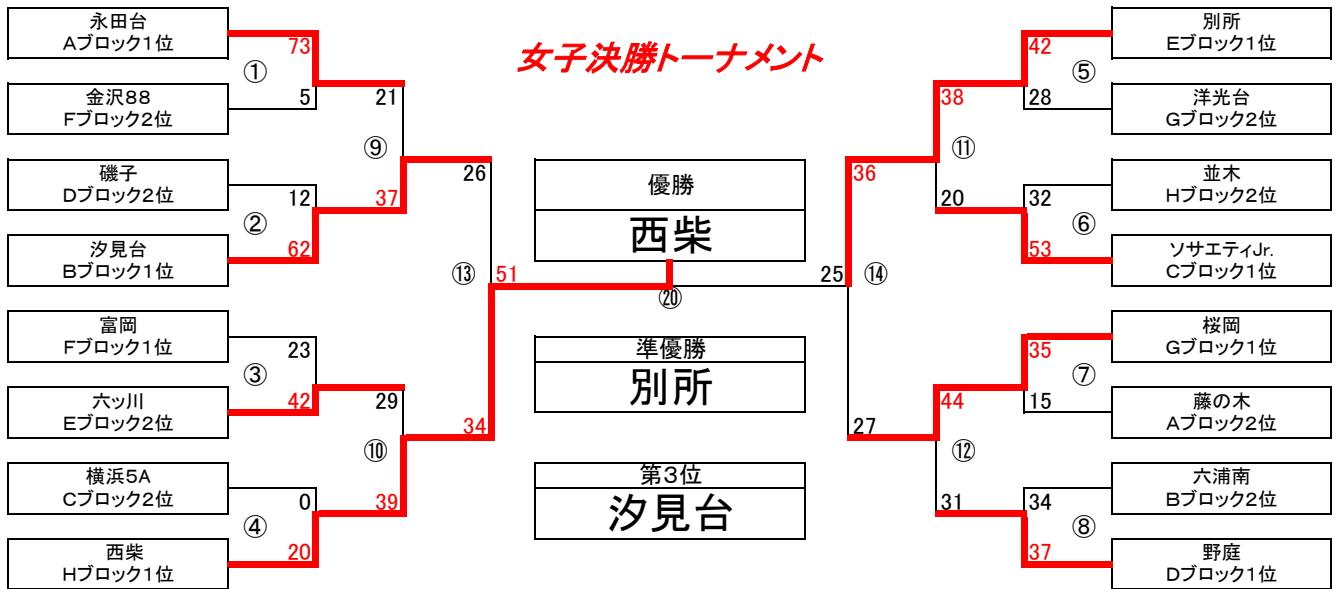 女子決勝トーナメント
永田台
Aブロック1位
73
①
5
金沢88
Fブロック2位
21
⑨
37
磯子
Dブロック2位
12
②
62
汐見台
Bブロック1位
26
⑬
51
34
富岡
Fブロック1位
23
③
42
六ッ川
Eブロック2位
29
⑩
39
横浜5A
Cブロック2位
0
④
20
西柴
Hブロック1位
優勝
西柴
⑳
準優勝
別所
第3位
汐見台
別所
Eブロック1位
42
⑤
28
洋光台
Gブロック2位
38
⑪
20
並木
Hブロック2位
32
⑥
53
ソサエティJr.
Cブロック1位
36
25
⑭
27
桜岡
Gブロック1位
35
⑦
15
藤の木
Aブロック2位
44
⑫
31
六浦南
Bブロック2位
34
⑧
37
野庭
Dブロック1位